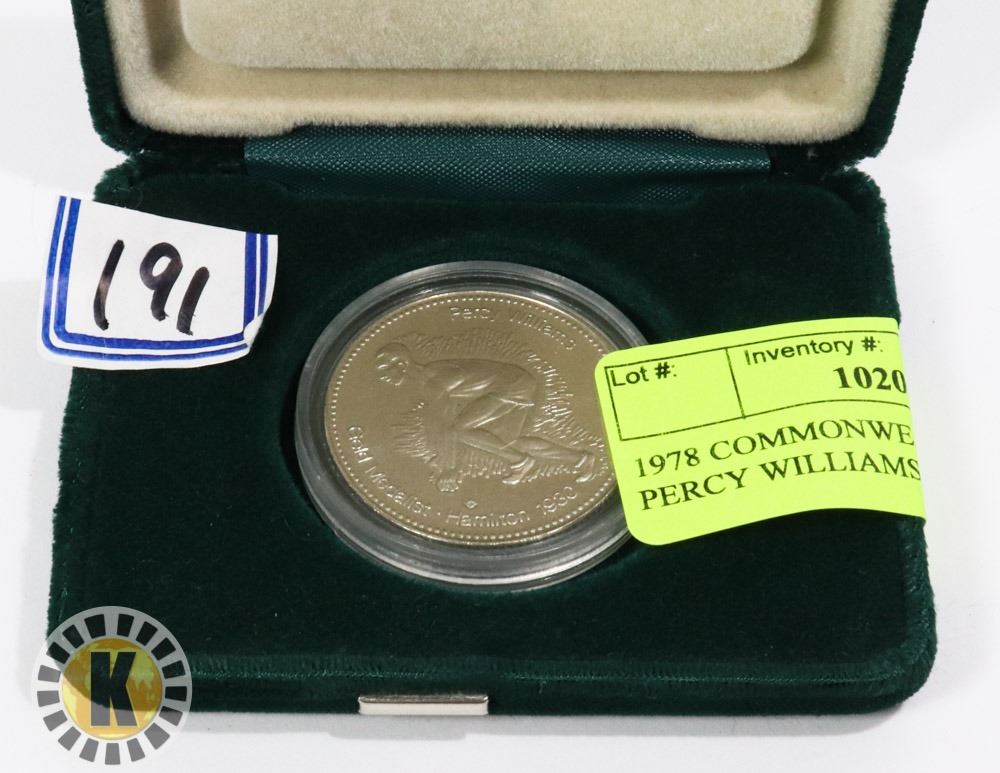 191
Percy Williams
Gold Medalist · Hamilton 1930
Lot #:
Inventory #:
1020
1978 COMMONWE
PERCY WILLIAMS
K